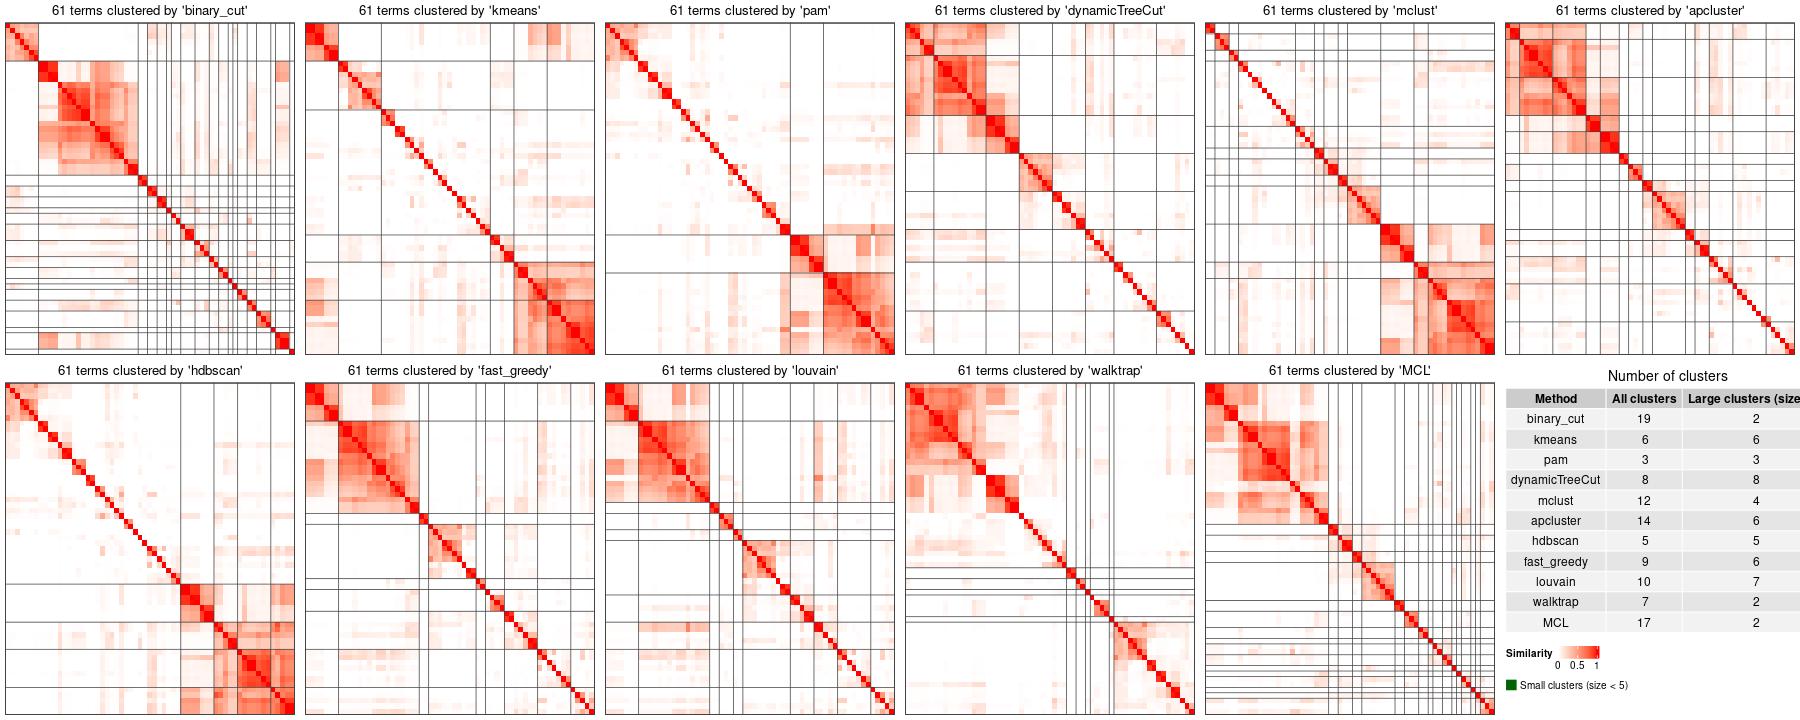 61 terms clustered by 'binary_cut'
61 terms clustered by 'kmeans'
61 terms clustered by 'pam'
61 terms clustered by 'dynamicTreeCut'
61 terms clustered by 'mclust'
61 terms clustered by 'apcluster'
61 terms clustered by 'hdbscan'
61 terms clustered by 'fast_greedy'
61 terms clustered by 'louvain'
61 terms clustered by 'walktrap'
61 terms clustered by 'MCL'
Number of clusters
Method All clusters Large clusters (size
binary_cut 19 2
kmeans 6 6
pam 3 3
dynamicTreeCut 8 8
mclust 12 4
apcluster 14 6
hdbscan 5 5
fast_greedy 9 6
louvain 10 7
walktrap 7 2
MCL 17 2
Similarity
0 0.5 1
Small clusters (size < 5)